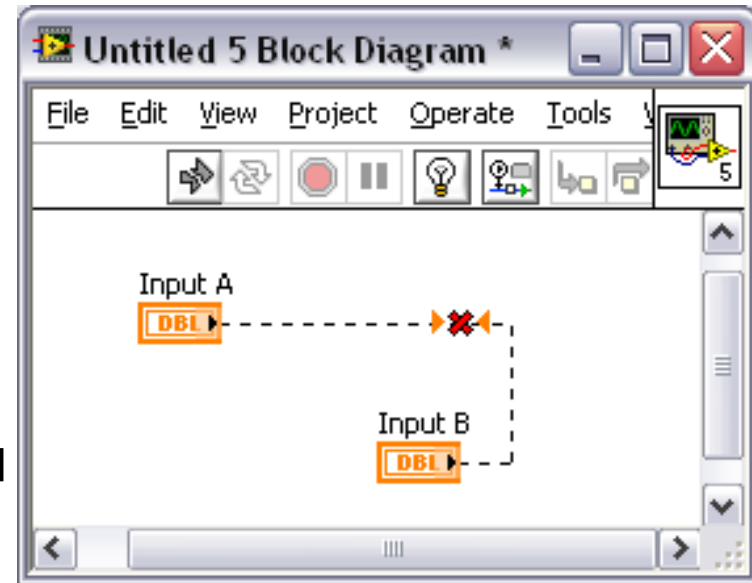 Untitled 5 Block Diagram *
File Edit View Project Operate Tools
5
Input A
DBL
Input B
DBL